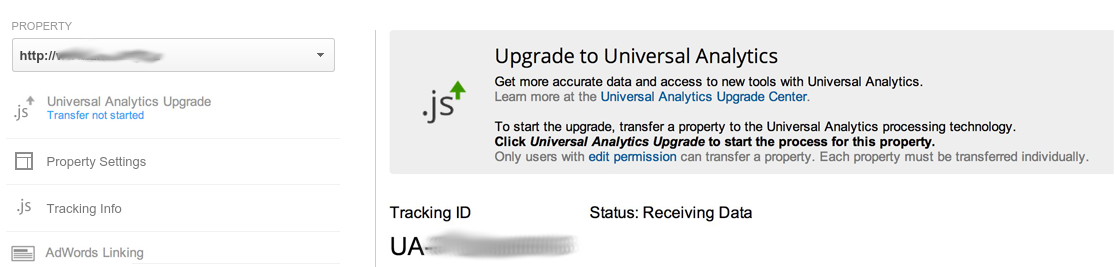 PROPERTY
http://
.js
Universal Analytics Upgrade
Transfer not started
Property Settings
.js
Tracking Info
AdWords Linking
.js
Upgrade to Universal Analytics
Get more accurate data and access to new tools with Universal Analytics.
Learn more at the Universal Analytics Upgrade Center.
To start the upgrade, transfer a property to the Universal Analytics processing technology.
Click Universal Analytics Upgrade to start the process for this property.
Only users with edit permission can transfer a property. Each property must be transferred individually.
Tracking ID
Status: Receiving Data
UA-